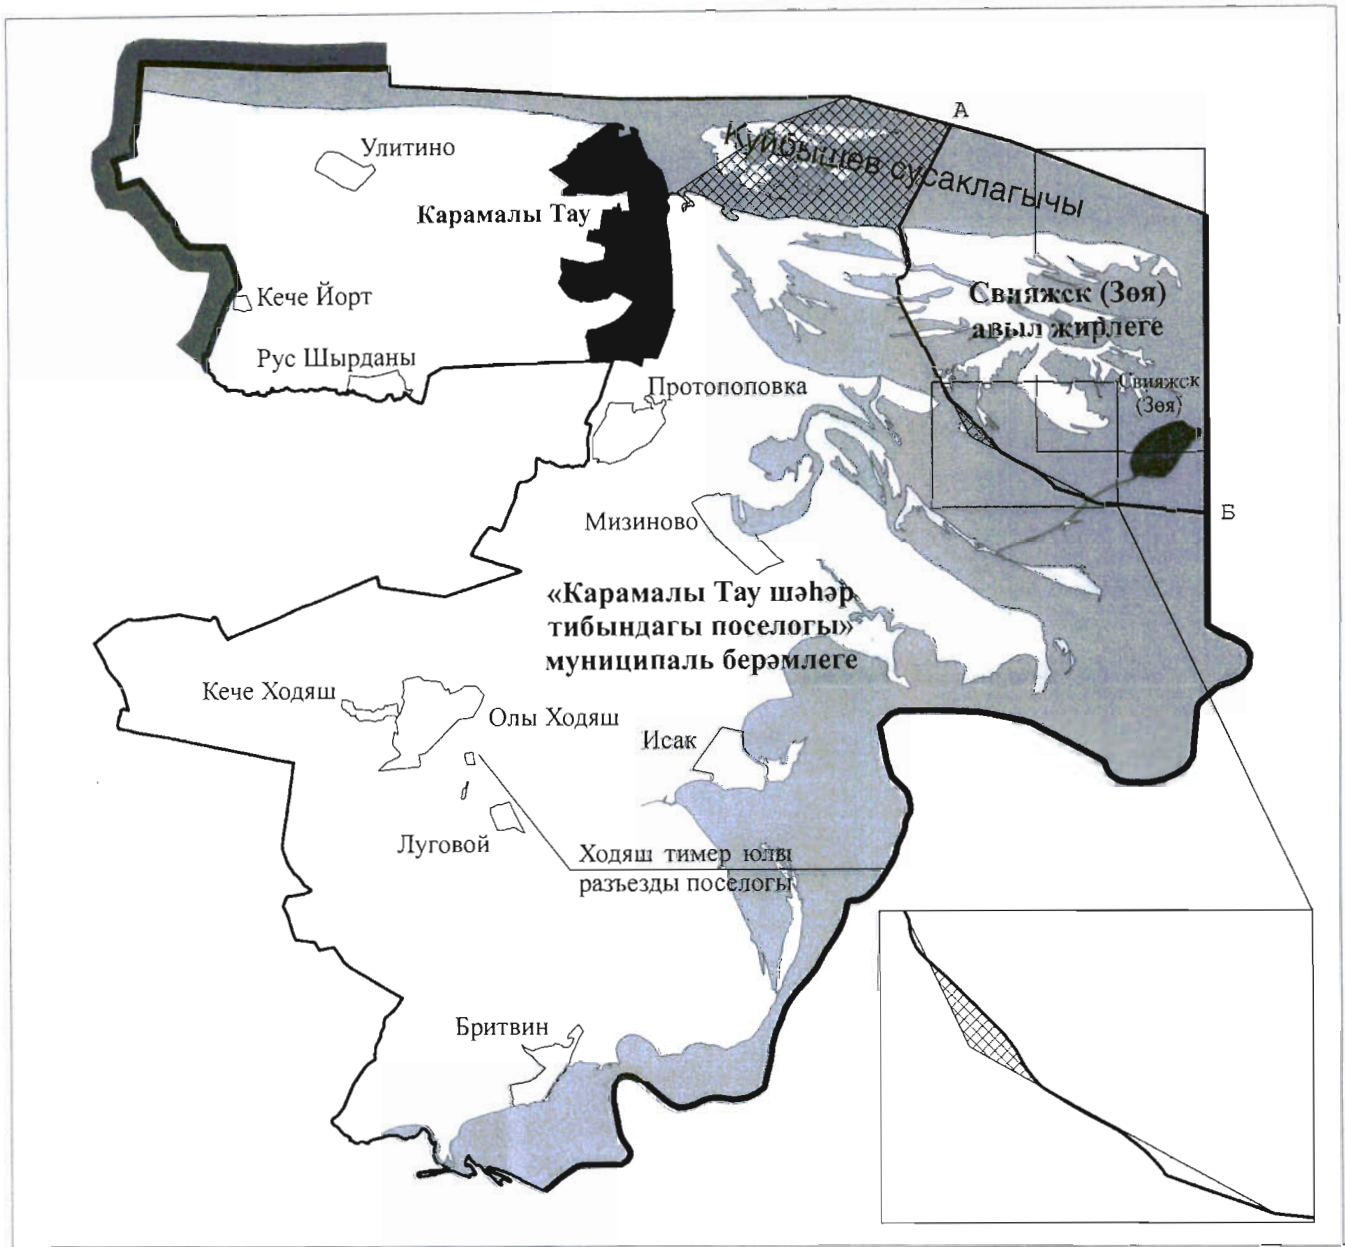 А
Куйбышев сусаклагычы
Улитино
Карамалы Тау
Свияжск (Зөя)
авыл жирлеге
Кече Йорт
Рус Шырданы
Протопоповка
Свияжск
(Зөя)
Б
Мизиново
«Карамалы Тау шәһәр
тибындагы поселогы»
муниципаль берәмлеге
Кече Ходяш
Олы Ходяш
Исак
Луговой
Ходяш тимер юлы
разъезды поселогы
Бритвин